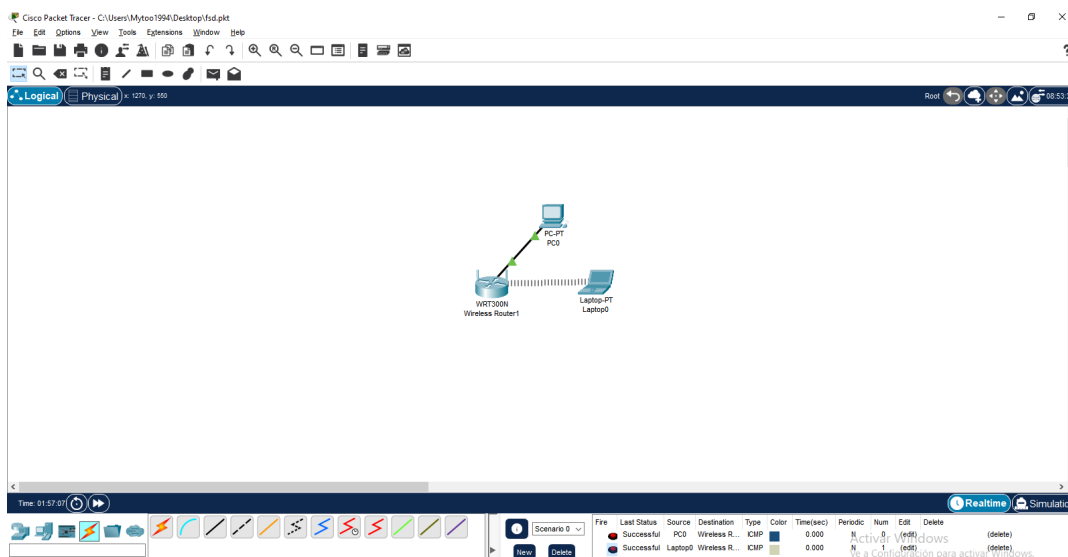 Cisco Packet Tracer - C:\Users\Mytoo1994\Desktop\fsd.pkt
File Edit Options View Tools Extensions Window Help
Logical Physical x: 1270, y: 550 Root 08:53:
PC-PT
PC0
WRT300N
Wireless Router1
Laptop-PT
Laptop0
Time: 01:57:07 Realtime Simulatic
Scenario 0 Fire Last Status Source Destination Type Color Time(sec) Periodic Num Edit Delete
Successful PC0 Wireless R... ICMP 0.000 N 0 (edit) (delete)
New Delete Successful Laptop0 Wireless R... ICMP 0.000 N 1 (edit) (delete)
Activar Windows
Ve a Configuración para activar Windows.